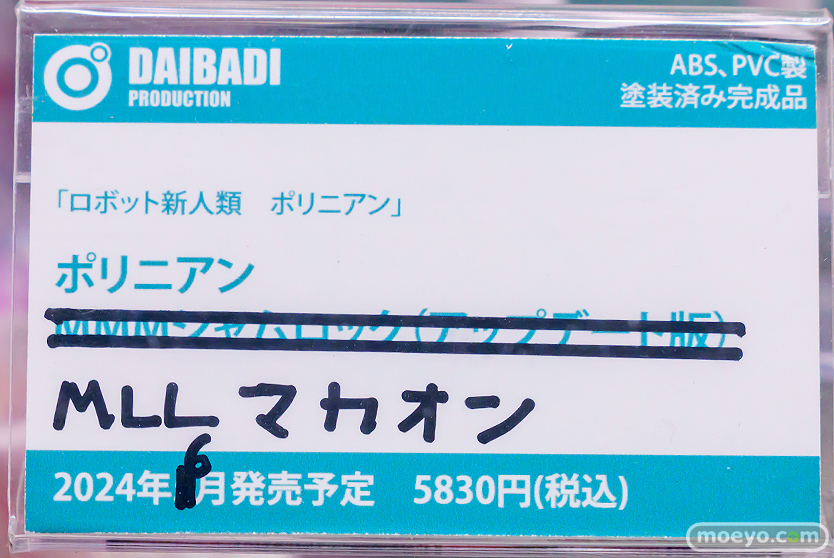 DAIBADI
PRODUCTION
ABS、PVC製
塗装済み完成品
「ロボット新人類　ポリニアン」
ポリニアン
MMMシャムロック(アップデート版)
MLL マカオン
2024年6月発売予定　5830円(税込)
moeyo.com